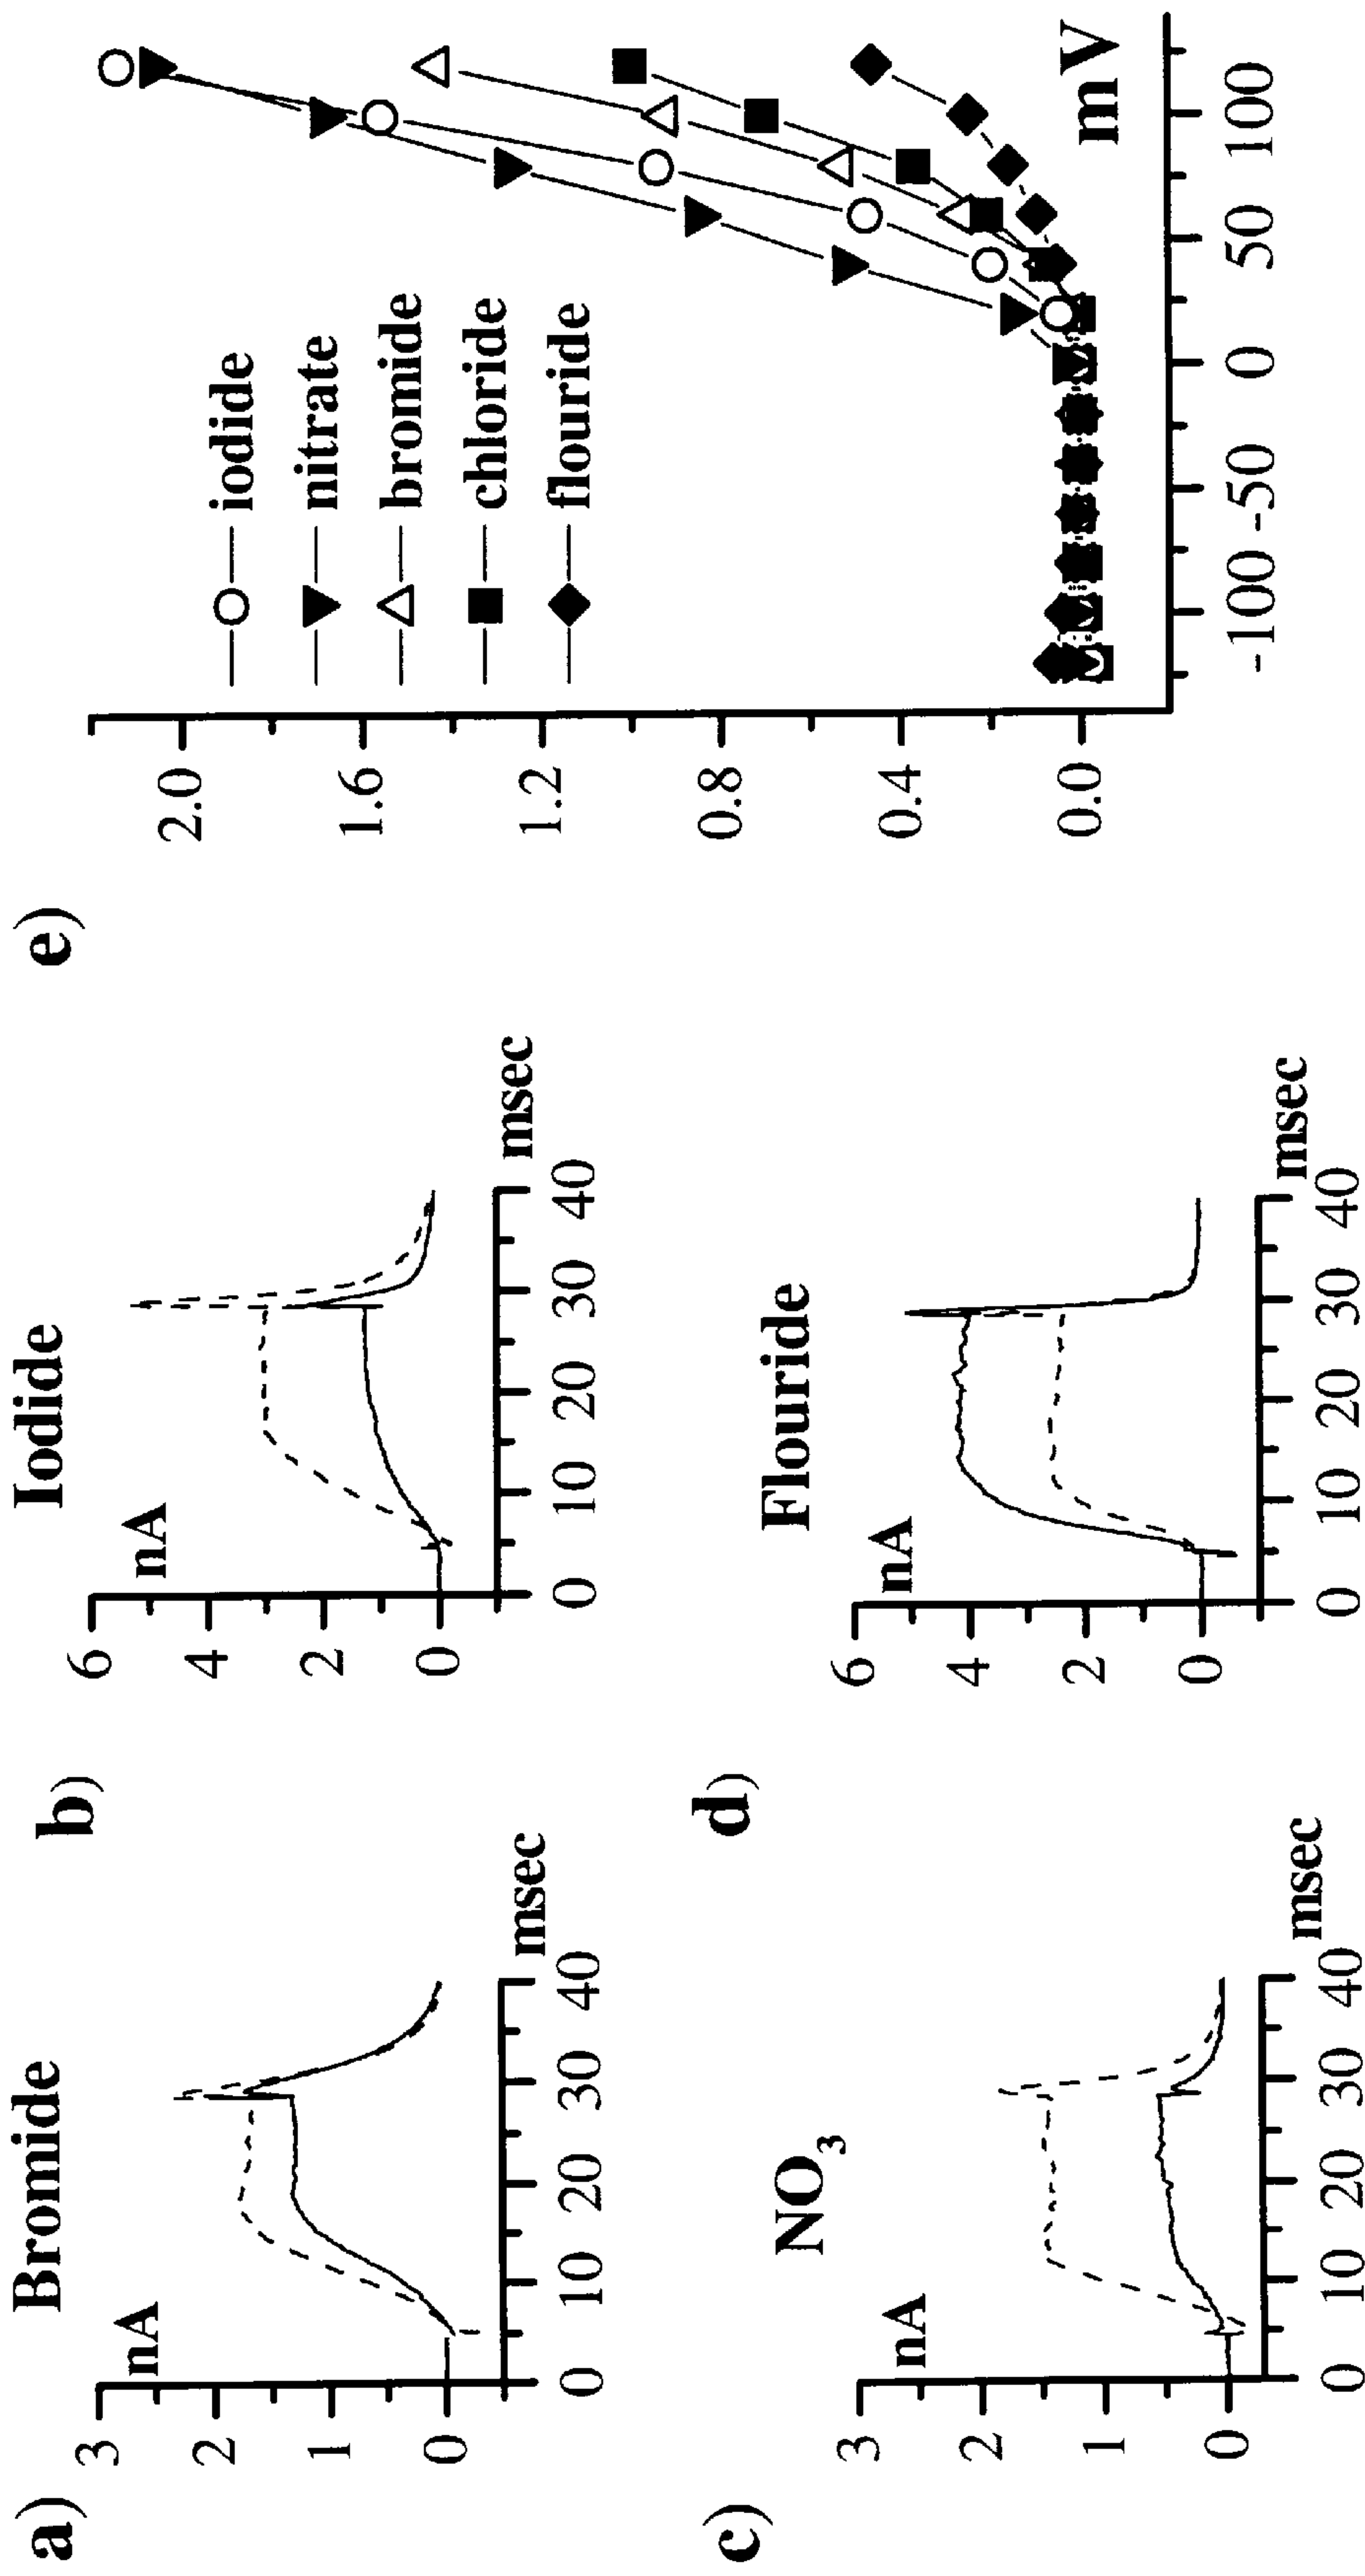 a)
Bromide
nA
3
2
1
0
0 10 20 30 40
msec
b)
Iodide
nA
6
4
2
0
0 10 20 30 40
msec
c)
NO3
nA
3
2
1
0
0 10 20 30 40
msec
d)
Flouride
nA
6
4
2
0
0 10 20 30 40
msec
e)
2.0
1.6
1.2
0.8
0.4
0.0
iodide
nitrate
bromide
chloride
flouride
-100 -50 0 50 100
mV